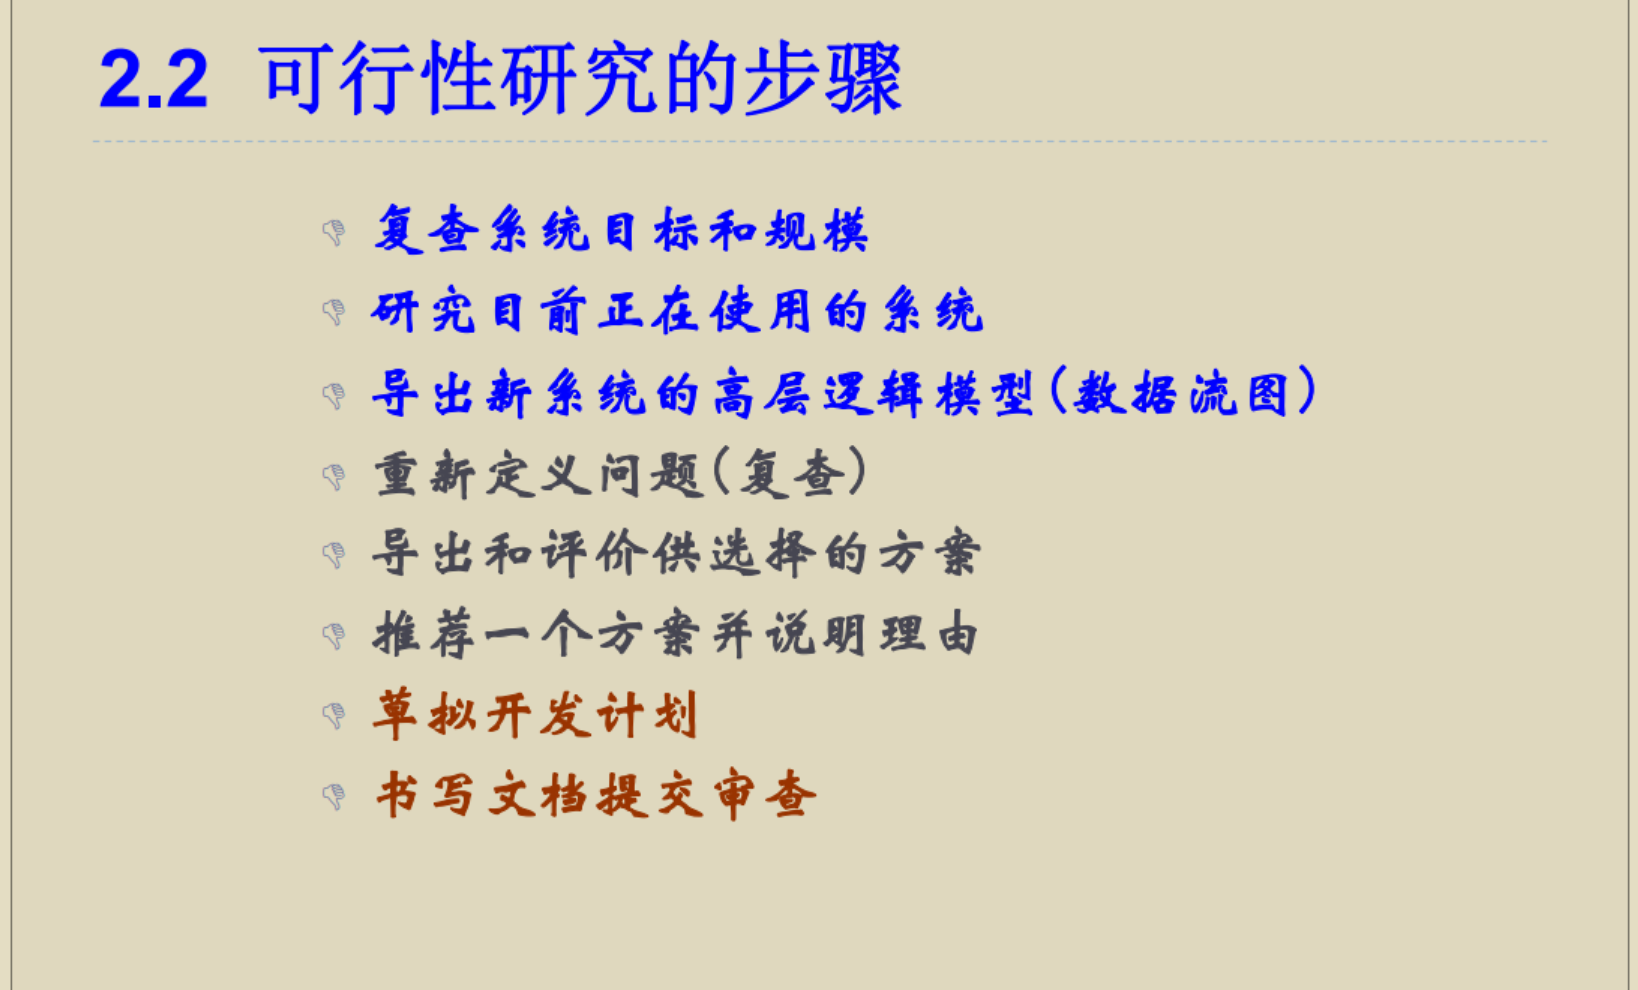 2.2 可行性研究的步骤
复查系统目标和规模
研究目前正在使用的系统
导出新系统的高层逻辑模型(数据流图)
重新定义问题(复查)
导出和评价供选择的方案
推荐一个方案并说明理由
草拟开发计划
书写文档提交审查